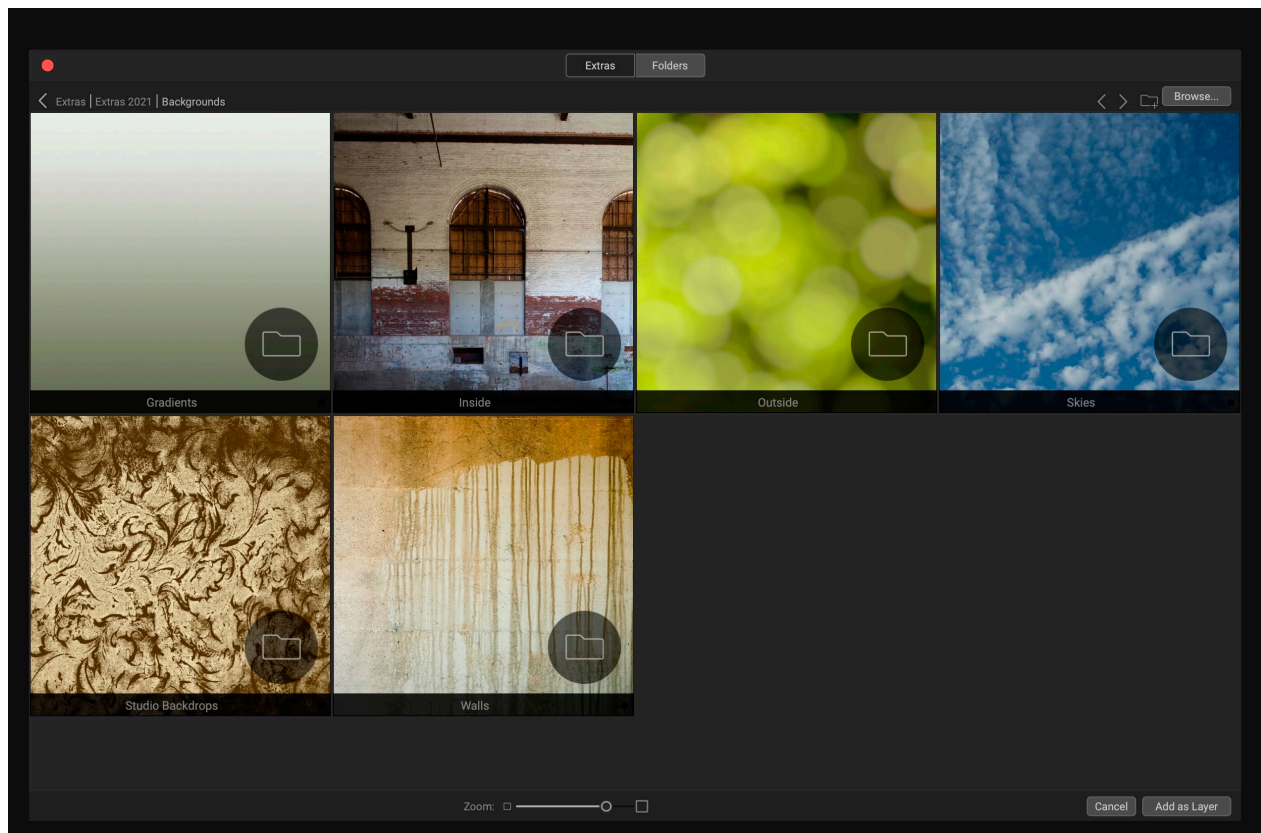 Extras Folders
Extras | Extras 2021 | Backgrounds Browse...
Gradients Inside Outside Skies
Studio Backdrops Walls
Zoom: Cancel Add as Layer